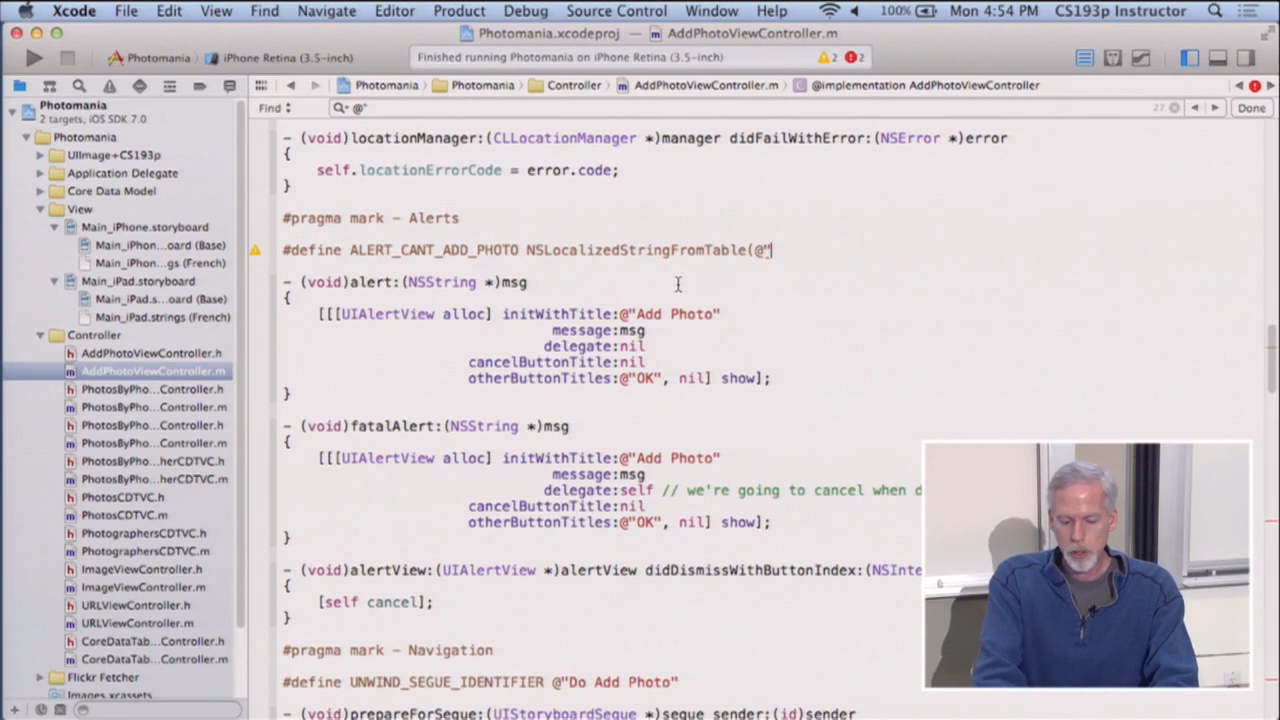 Xcode File Edit View Find Navigate Editor Product Debug Source Control Window Help 100% Mon 4:54 PM CS193p Instructor
Photomania.xcodeproj — AddPhotoViewController.m
Photomania iPhone Retina (3.5-inch) Finished running Photomania on iPhone Retina (3.5-inch) 2 2
Photomania Photomania Controller AddPhotoViewController.m @implementation AddPhotoViewController
Find @" 27 Done
Photomania
2 targets, iOS SDK 7.0
Photomania
UIImage+CS193p
Application Delegate
Core Data Model
View
Main_iPhone.storyboard
Main_iPhon...oard (Base)
Main_iPhon....gs (French)
Main_iPad.storyboard
Main_iPad.s...oard (Base)
Main_iPad.strings (French)
Controller
AddPhotoViewController.h
AddPhotoViewController.m
PhotosByPho...Controller.h
PhotosByPho...Controller.m
PhotosByPho...Controller.h
PhotosByPho...Controller.m
PhotosByPho...herCDTVC.h
PhotosByPho...herCDTVC.m
PhotosCDTVC.h
PhotosCDTVC.m
PhotographersCDTVC.h
PhotographersCDTVC.m
ImageViewController.h
ImageViewController.m
URLViewController.h
URLViewController.m
CoreDataTab...Controller.h
CoreDataTab...Controller.m
Flickr Fetcher
Images.xcassets
- (void)locationManager:(CLLocationManager *)manager didFailWithError:(NSError *)error
{
self.locationErrorCode = error.code;
}
#pragma mark - Alerts
#define ALERT_CANT_ADD_PHOTO NSLocalizedStringFromTable(@"
- (void)alert:(NSString *)msg
{
[[[UIAlertView alloc] initWithTitle:@"Add Photo"
message:msg
delegate:nil
cancelButtonTitle:nil
otherButtonTitles:@"OK", nil] show];
}
- (void)fatalAlert:(NSString *)msg
{
[[[UIAlertView alloc] initWithTitle:@"Add Photo"
message:msg
delegate:self // we're going to cancel when d
cancelButtonTitle:nil
otherButtonTitles:@"OK", nil] show];
}
- (void)alertView:(UIAlertView *)alertView didDismissWithButtonIndex:(NSInte
{
[self cancel];
}
#pragma mark - Navigation
#define UNWIND_SEGUE_IDENTIFIER @"Do Add Photo"
- (void)prepareForSegue:(UIStoryboardSegue *)segue sender:(id)sender